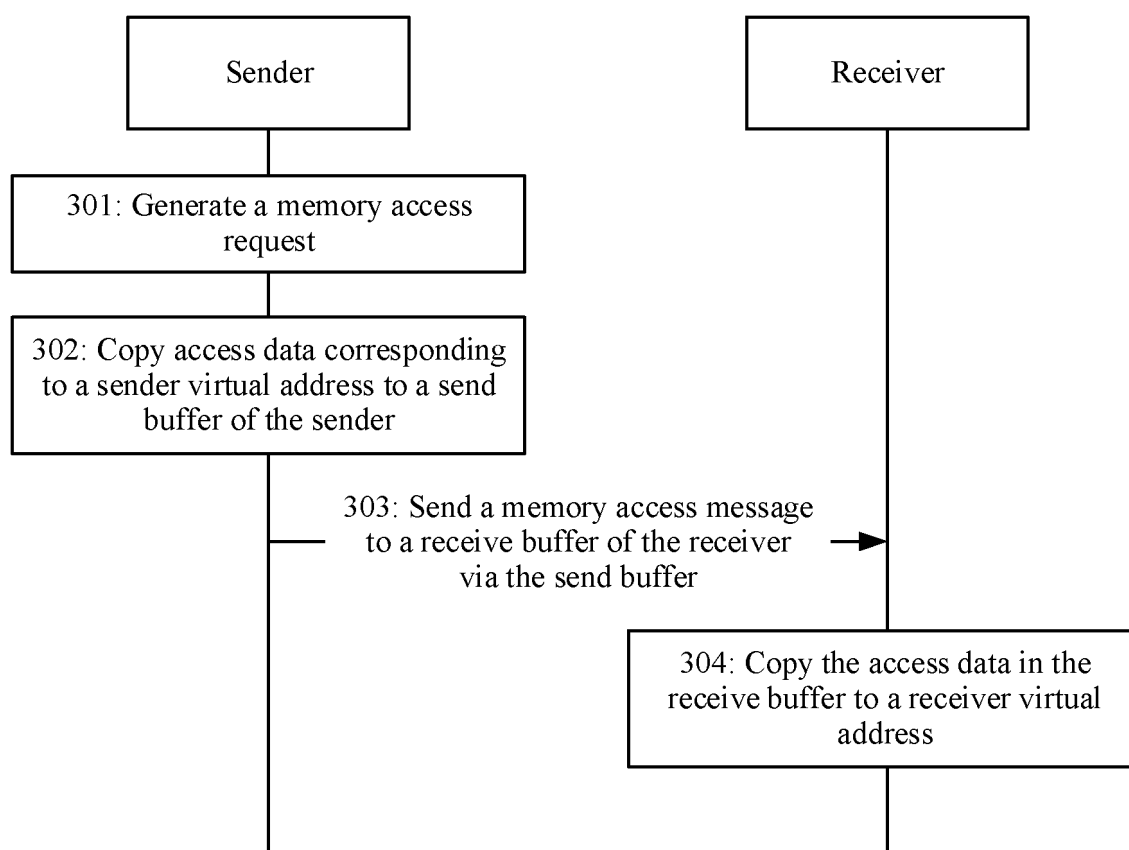 Sender
Receiver
301: Generate a memory access
request
302: Copy access data corresponding
to a sender virtual address to a send
buffer of the sender
303: Send a memory access message
to a receive buffer of the receiver
via the send buffer
304: Copy the access data in the
receive buffer to a receiver virtual
address